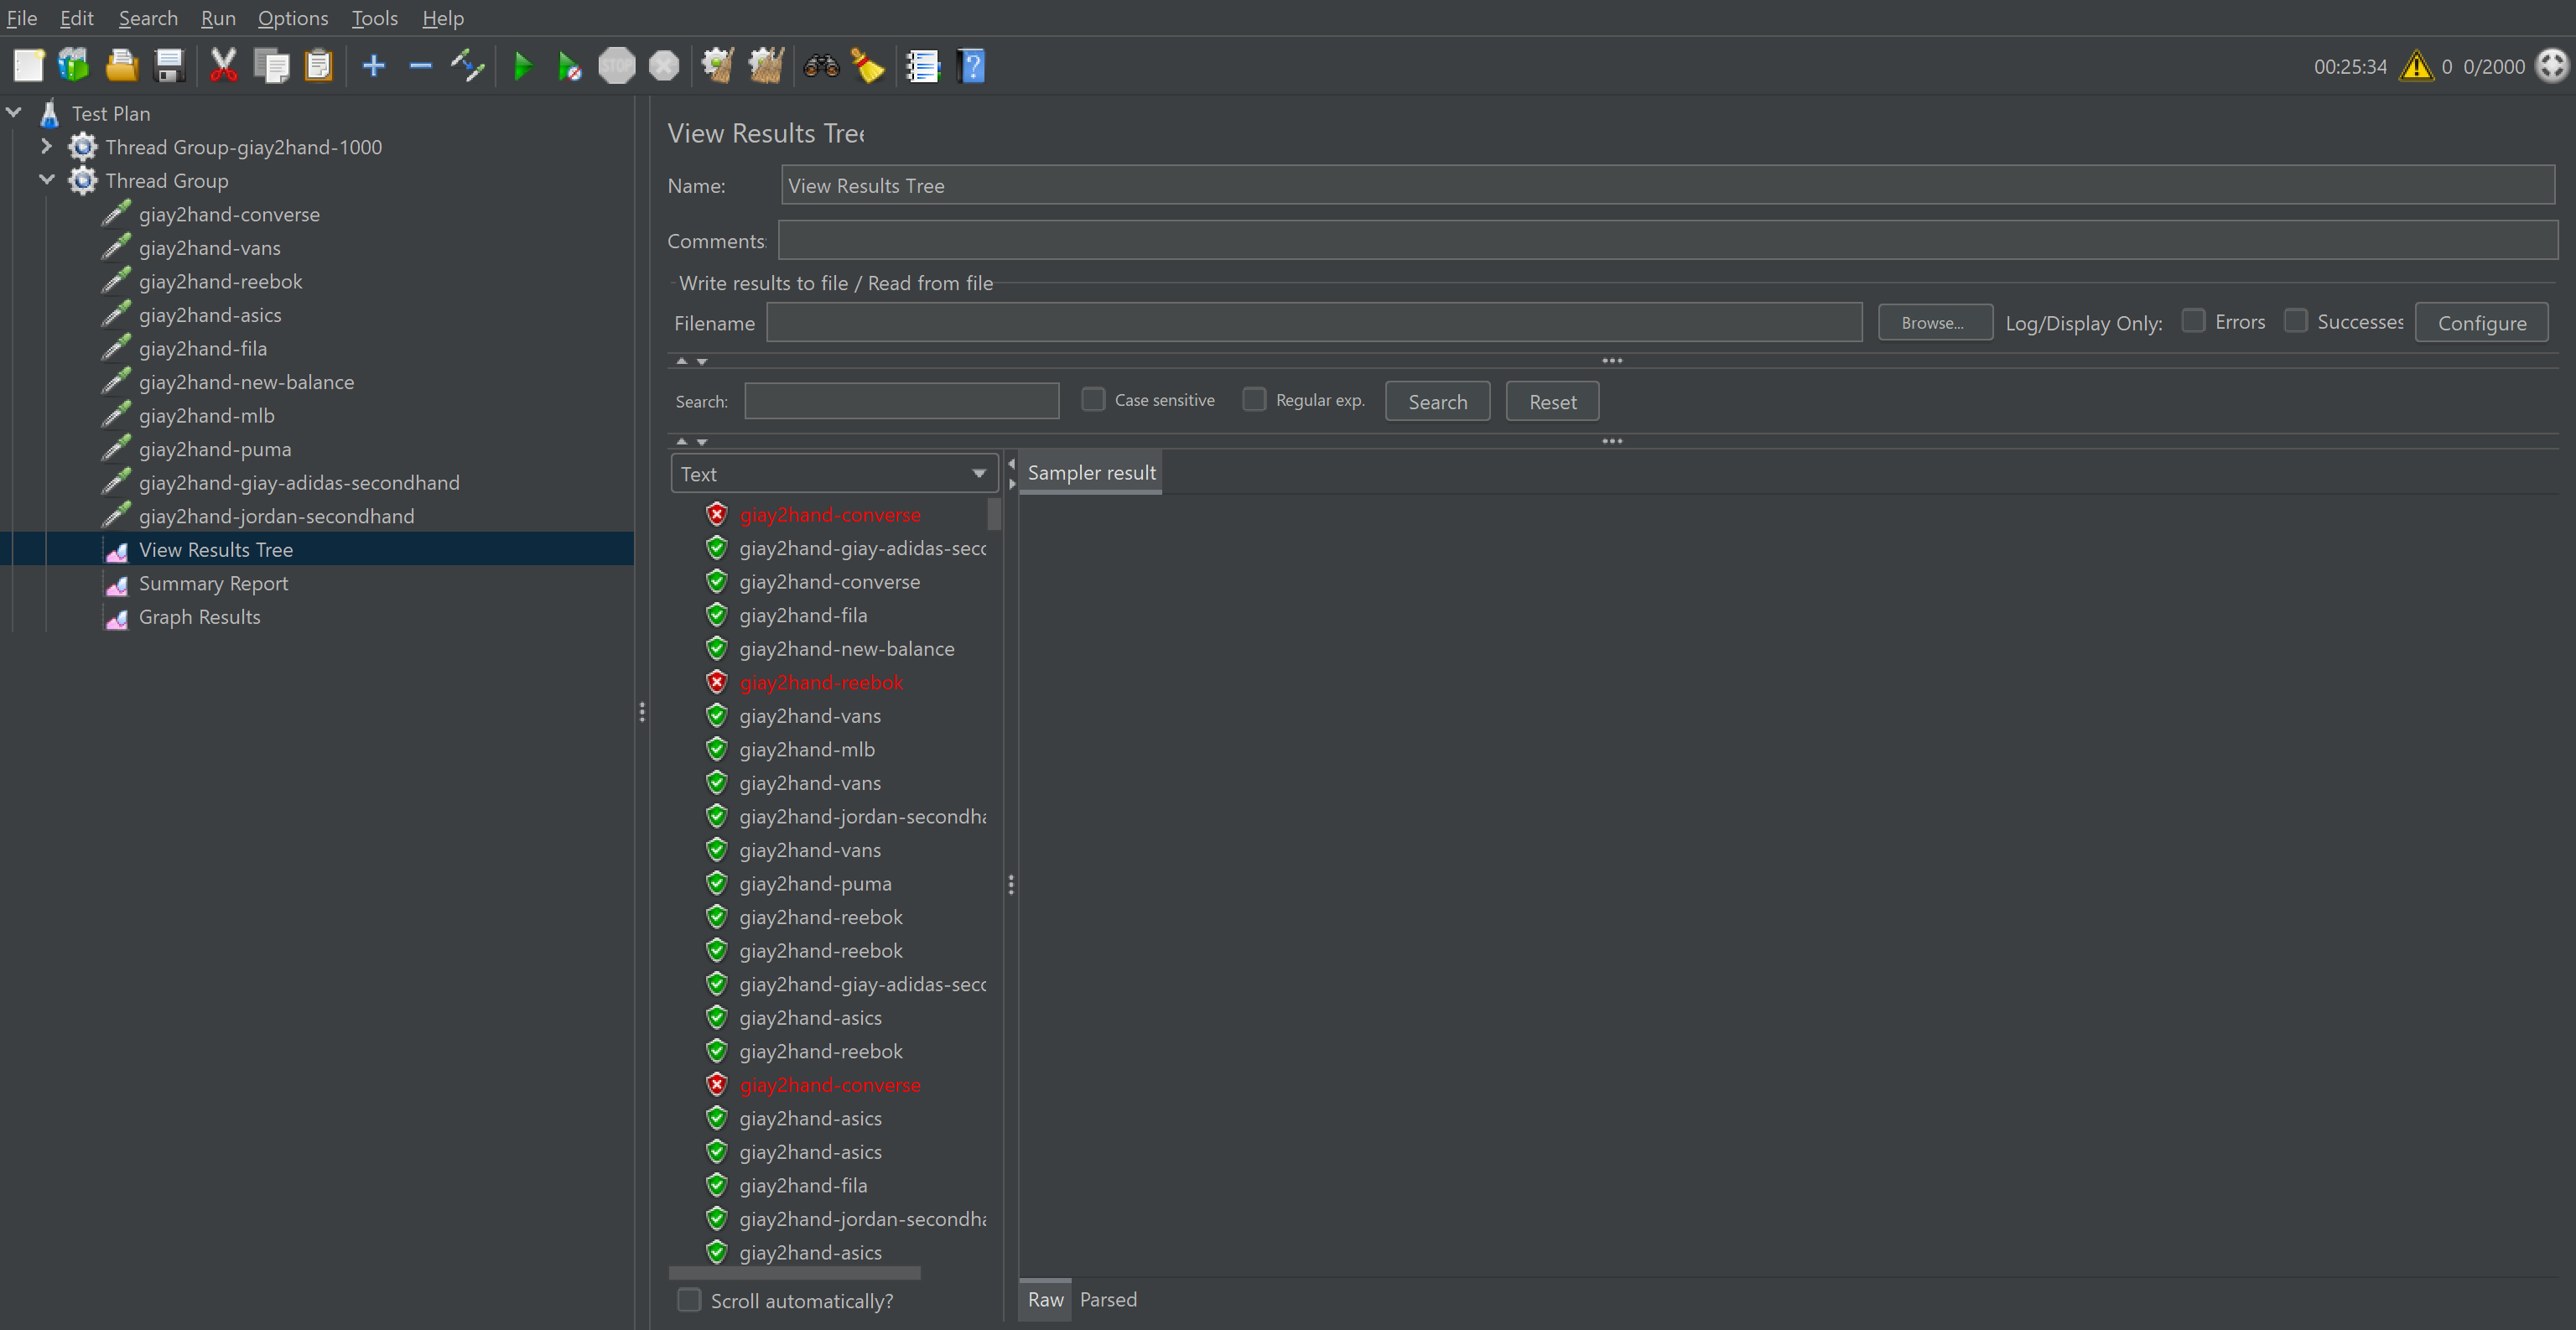 File Edit Search Run Options Tools Help
STOP
00:25:34 0 0/2000
Test Plan
Thread Group-giay2hand-1000
Thread Group
giay2hand-converse
giay2hand-vans
giay2hand-reebok
giay2hand-asics
giay2hand-fila
giay2hand-new-balance
giay2hand-mlb
giay2hand-puma
giay2hand-giay-adidas-secondhand
giay2hand-jordan-secondhand
View Results Tree
Summary Report
Graph Results
View Results Tre
Name: View Results Tree
Comments:
Write results to file / Read from file
Filename Browse... Log/Display Only: Errors Successes Configure
Search: Case sensitive Regular exp. Search Reset
Text
Sampler result
giay2hand-converse
giay2hand-giay-adidas-sec
giay2hand-converse
giay2hand-fila
giay2hand-new-balance
giay2hand-reebok
giay2hand-vans
giay2hand-mlb
giay2hand-vans
giay2hand-jordan-secondha
giay2hand-vans
giay2hand-puma
giay2hand-reebok
giay2hand-reebok
giay2hand-giay-adidas-sec
giay2hand-asics
giay2hand-reebok
giay2hand-converse
giay2hand-asics
giay2hand-asics
giay2hand-fila
giay2hand-jordan-secondha
giay2hand-asics
Scroll automatically?
Raw Parsed